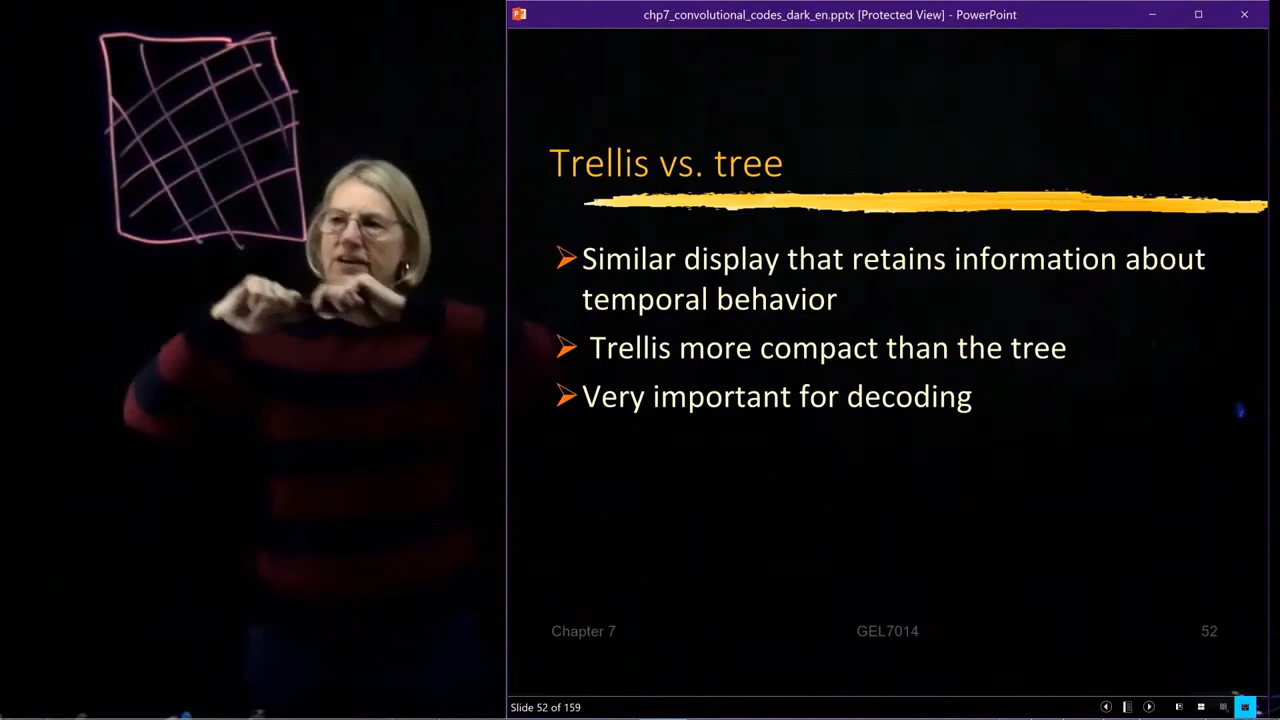 chp7_convolutional_codes_dark_en.pptx [Protected View] - PowerPoint
Trellis vs. tree
Similar display that retains information about
temporal behavior
Trellis more compact than the tree
Very important for decoding
Chapter 7
GEL7014
52
Slide 52 of 159